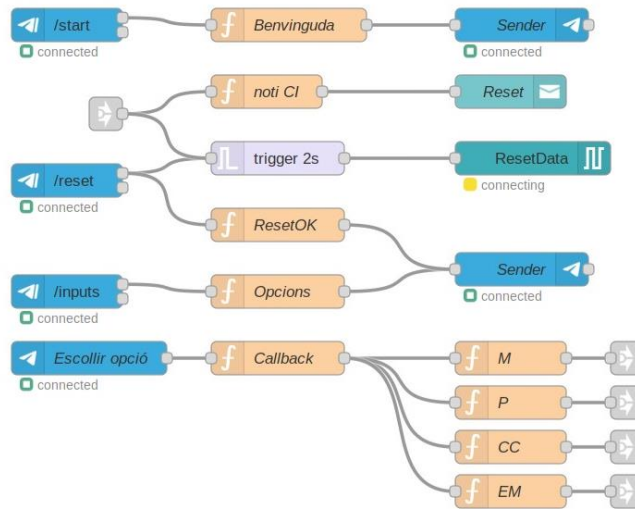 /start
Benvinguda
Sender
connected
connected
noti CI
Reset
trigger 2s
ResetData
connecting
/reset
connected
ResetOK
Sender
connected
/inputs
connected
Opcions
Escollir opció
connected
Callback
M
P
CC
EM